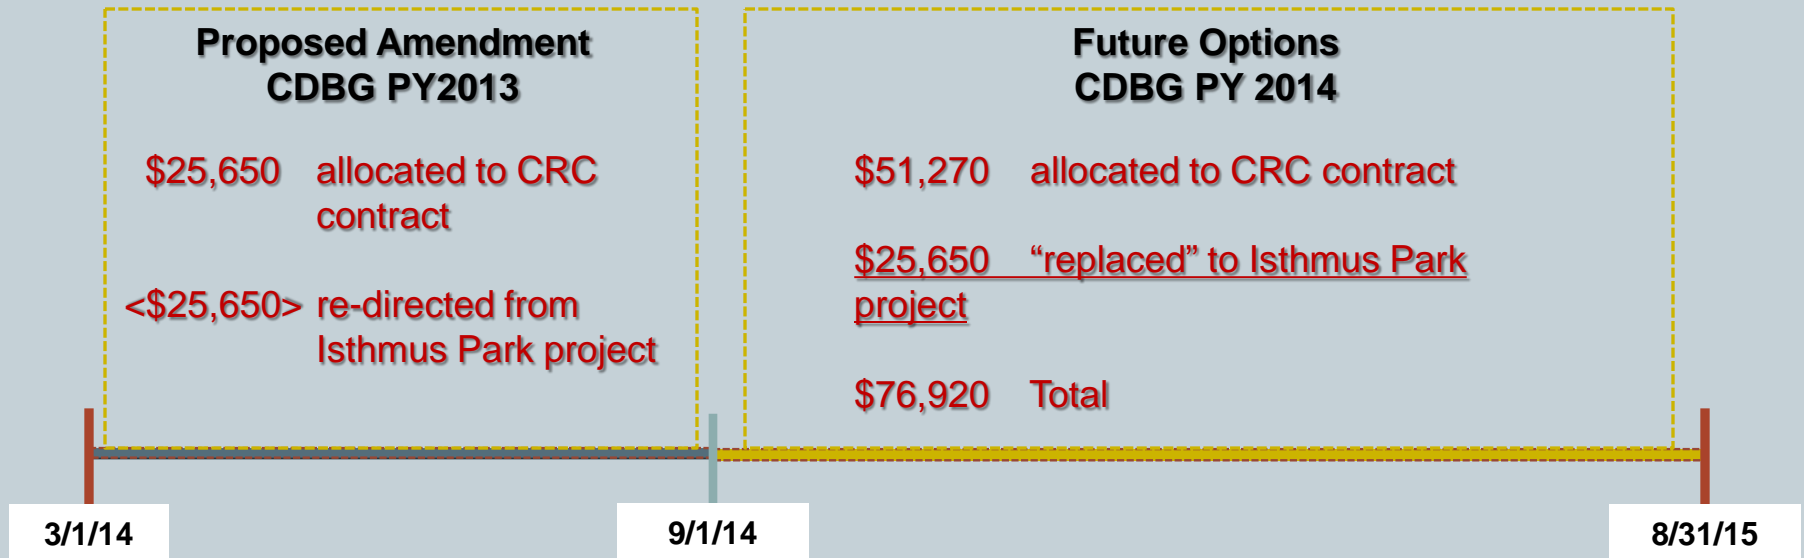 Proposed Amendment
CDBG PY2013
$25,650 allocated to CRC
contract
<$25,650> re-directed from
Isthmus Park project
Future Options
CDBG PY 2014
$51,270 allocated to CRC contract
$25,650 “replaced” to Isthmus Park
project
$76,920 Total
3/1/14
9/1/14
8/31/15